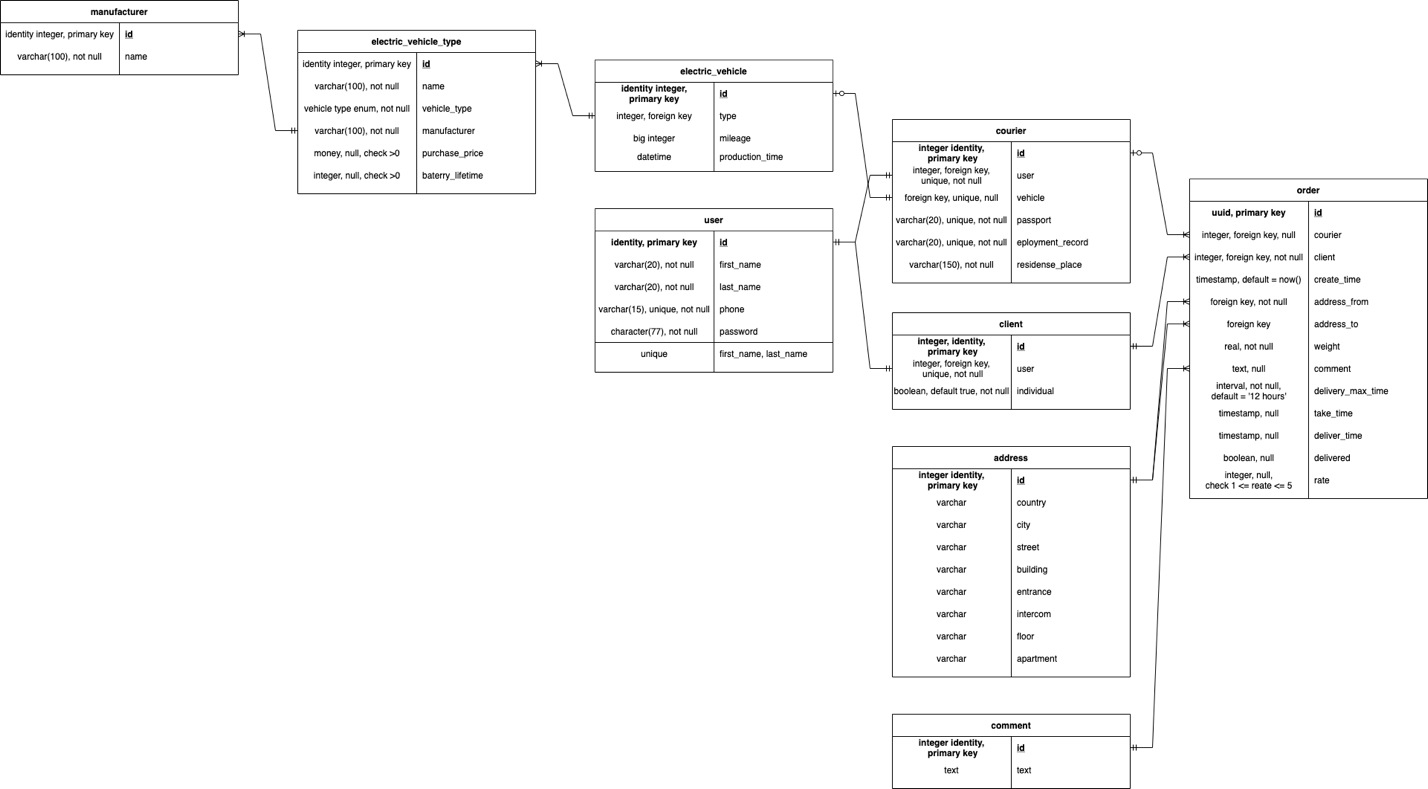 manufacturer
identity integer, primary key id
varchar(100), not null name
electric_vehicle_type
identity integer, primary key id
varchar(100), not null name
vehicle type enum, not null vehicle_type
varchar(100), not null manufacturer
money, null, check >0 purchase_price
integer, null, check >0 baterry_lifetime
electric_vehicle
identity integer,
primary key id
integer, foreign key type
big integer mileage
datetime production_time
user
identity, primary key id
varchar(20), not null first_name
varchar(20), not null last_name
varchar(15), unique, not null phone
character(77), not null password
unique first_name, last_name
courier
integer identity,
primary key id
integer, foreign key,
unique, not null user
foreign key, unique, null vehicle
varchar(20), unique, not null passport
varchar(20), unique, not null eployment_record
varchar(150), not null residense_place
client
integer, identity,
primary key id
integer, foreign key,
unique, not null user
boolean, default true, not null individual
address
integer identity,
primary key id
varchar country
varchar city
varchar street
varchar building
varchar entrance
varchar intercom
varchar floor
varchar apartment
comment
integer identity,
primary key id
text text
order
uuid, primary key id
integer, foreign key, null courier
integer, foreign key, not null client
timestamp, default = now() create_time
foreign key, not null address_from
foreign key address_to
real, not null weight
text, null comment
interval, not null,
default = '12 hours' delivery_max_time
timestamp, null take_time
timestamp, null deliver_time
boolean, null delivered
integer, null,
check 1 <= reate <= 5 rate